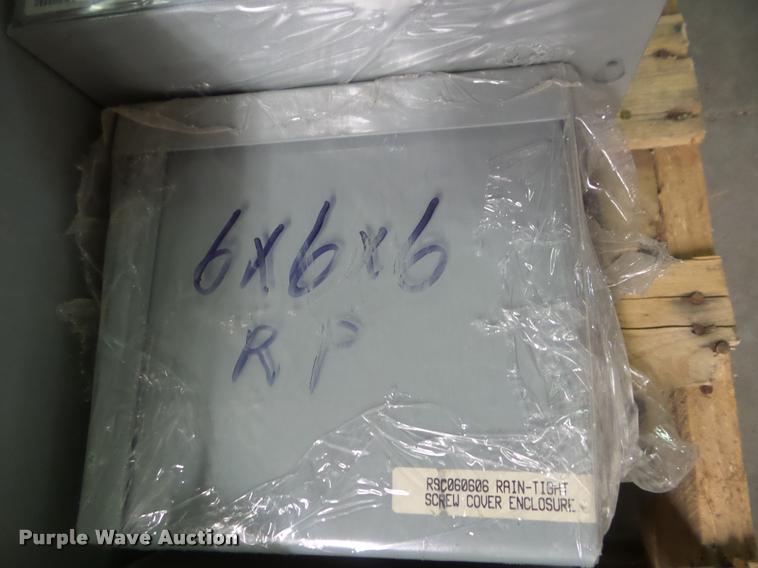 6x6x6
RP
RSC060606 RAIN-TIGHT
SCREW COVER ENCLOSURE
Purple Wave Auction